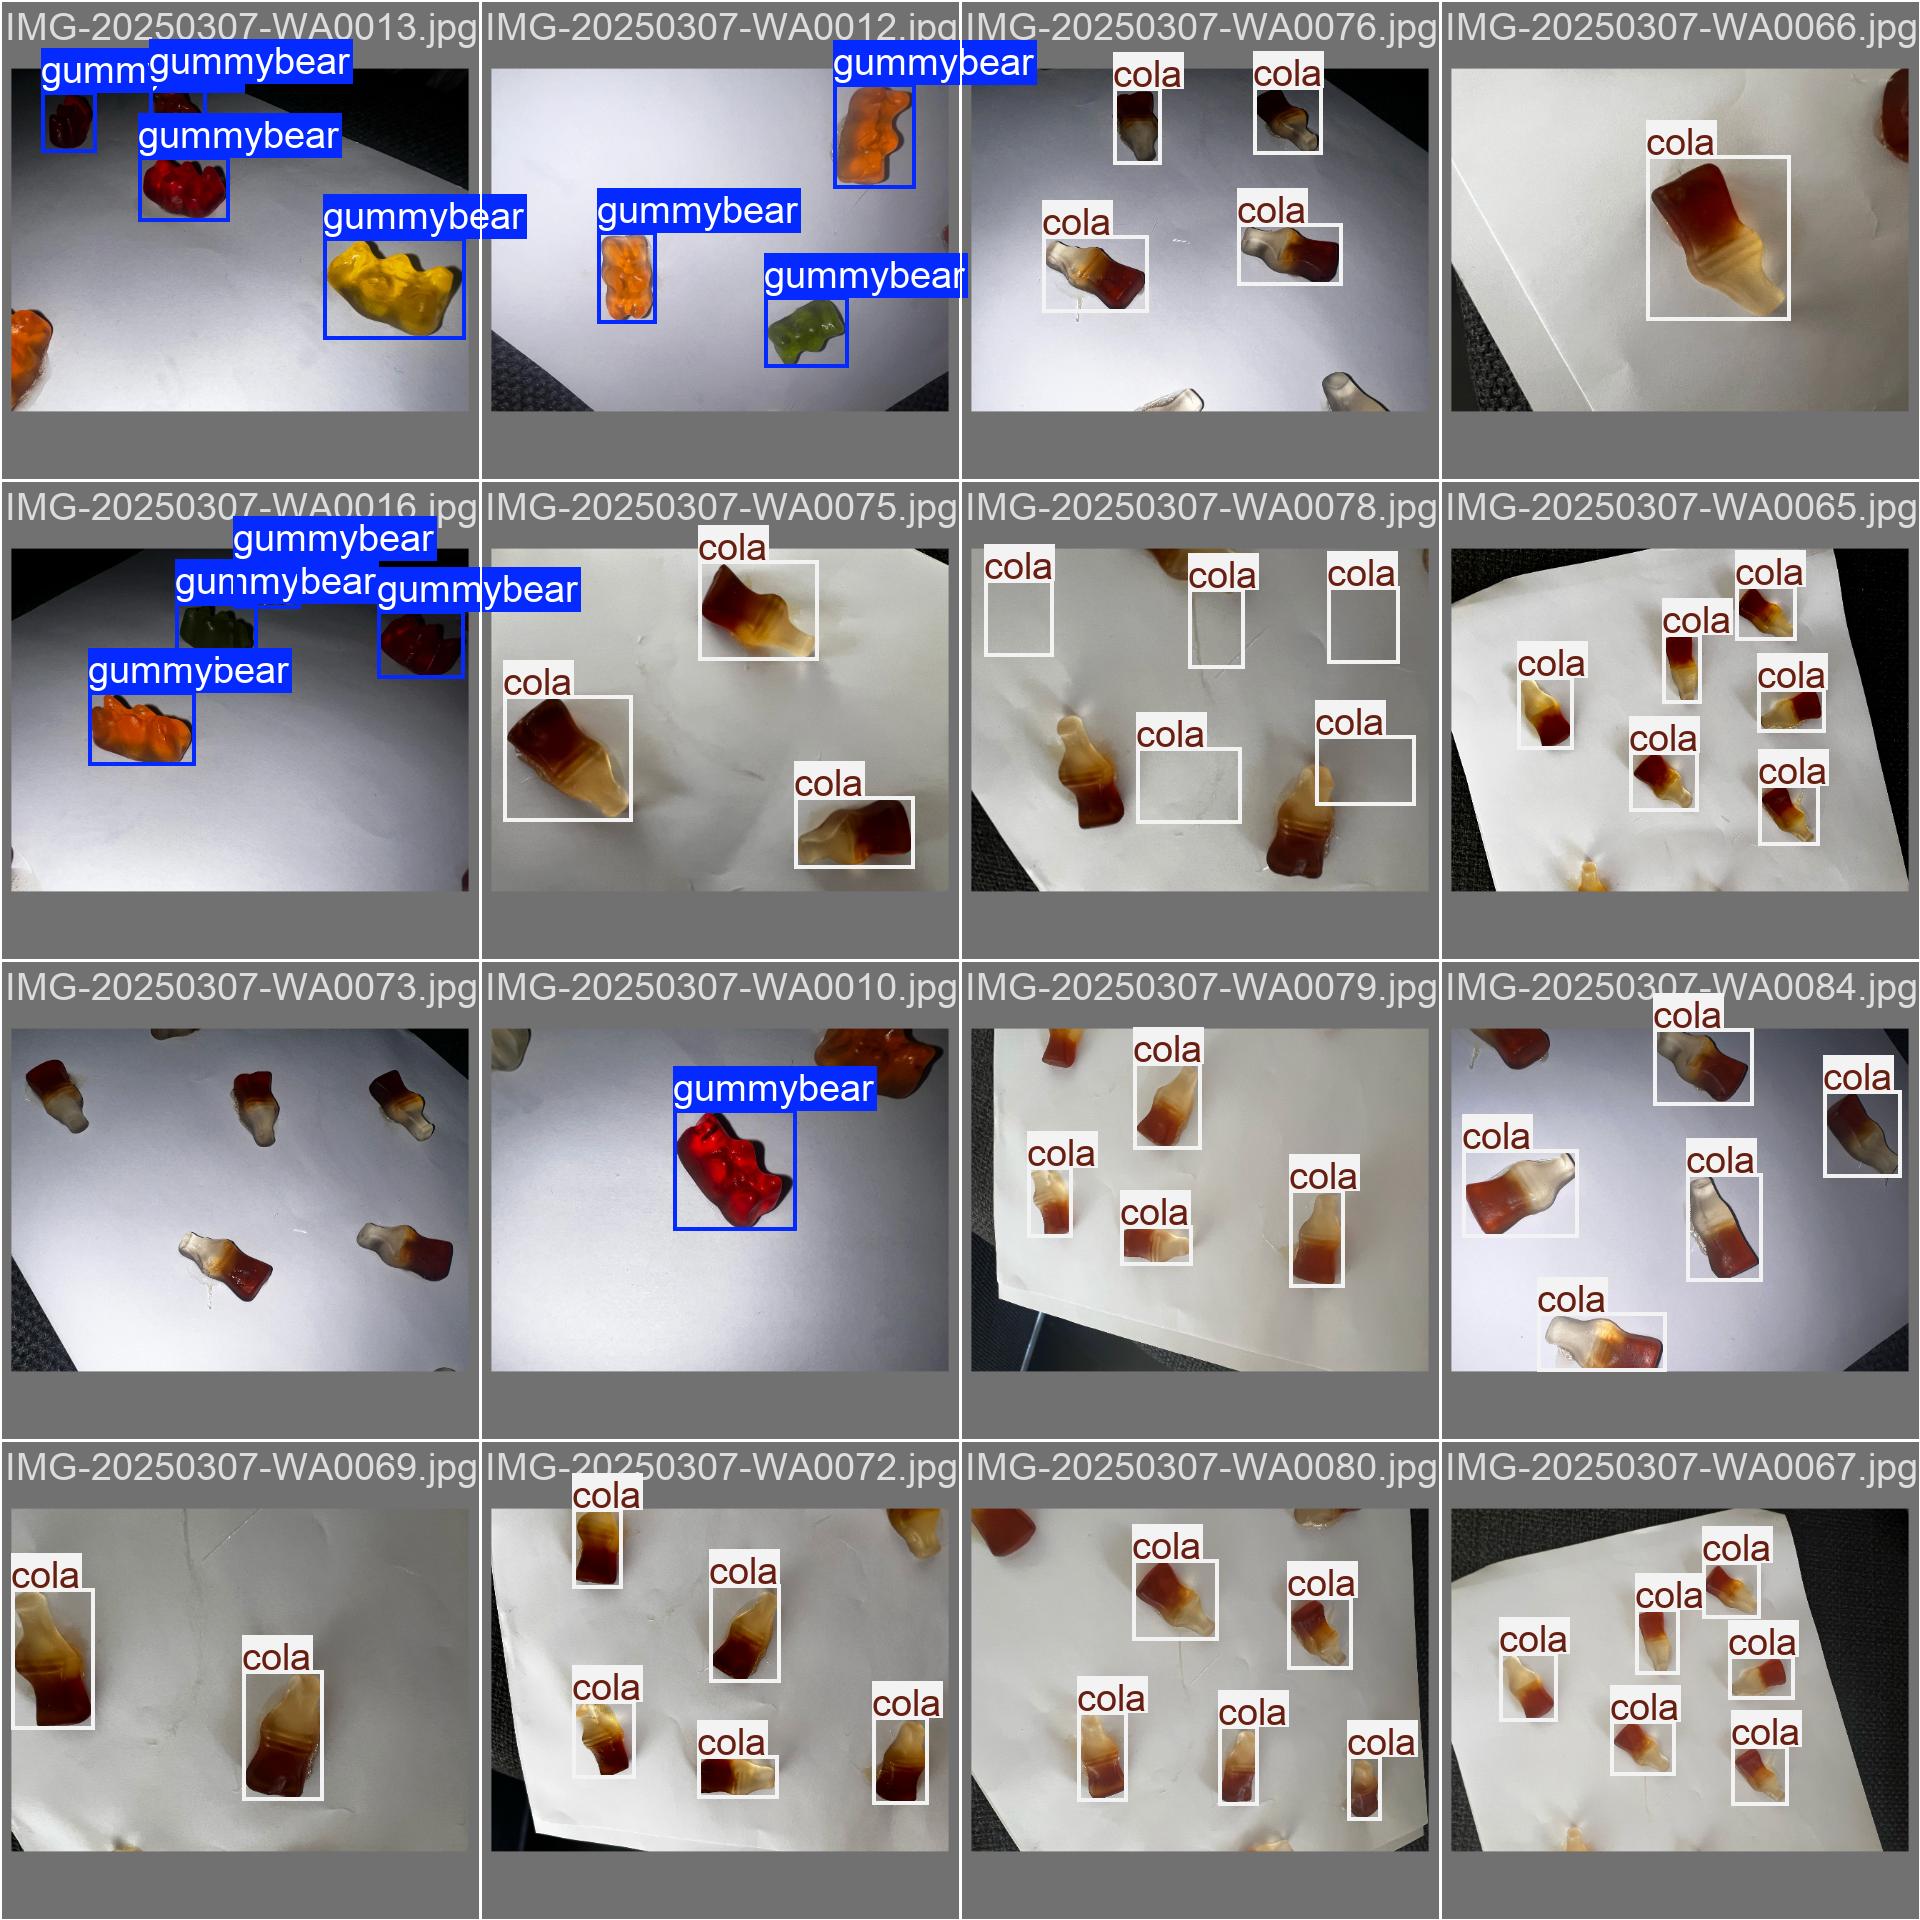 IMG-20250307-WA0013.jpg
gumm
gummybear
gummybear
gummybear
IMG-20250307-WA0012.jpg
gummybear
gummybear
gummybear
IMG-20250307-WA0076.jpg
cola
cola
cola
cola
IMG-20250307-WA0066.jpg
cola
IMG-20250307-WA0016.jpg
gummybear
gummybear
gummybear
gummybear
IMG-20250307-WA0075.jpg
cola
cola
cola
IMG-20250307-WA0078.jpg
cola
cola
cola
cola
cola
IMG-20250307-WA0065.jpg
cola
cola
cola
cola
cola
cola
IMG-20250307-WA0073.jpg
IMG-20250307-WA0010.jpg
gummybear
IMG-20250307-WA0079.jpg
cola
cola
cola
cola
IMG-20250307-WA0084.jpg
cola
cola
cola
cola
cola
IMG-20250307-WA0069.jpg
cola
cola
IMG-20250307-WA0072.jpg
cola
cola
cola
cola
cola
IMG-20250307-WA0080.jpg
cola
cola
cola
cola
cola
IMG-20250307-WA0067.jpg
cola
cola
cola
cola
cola
cola